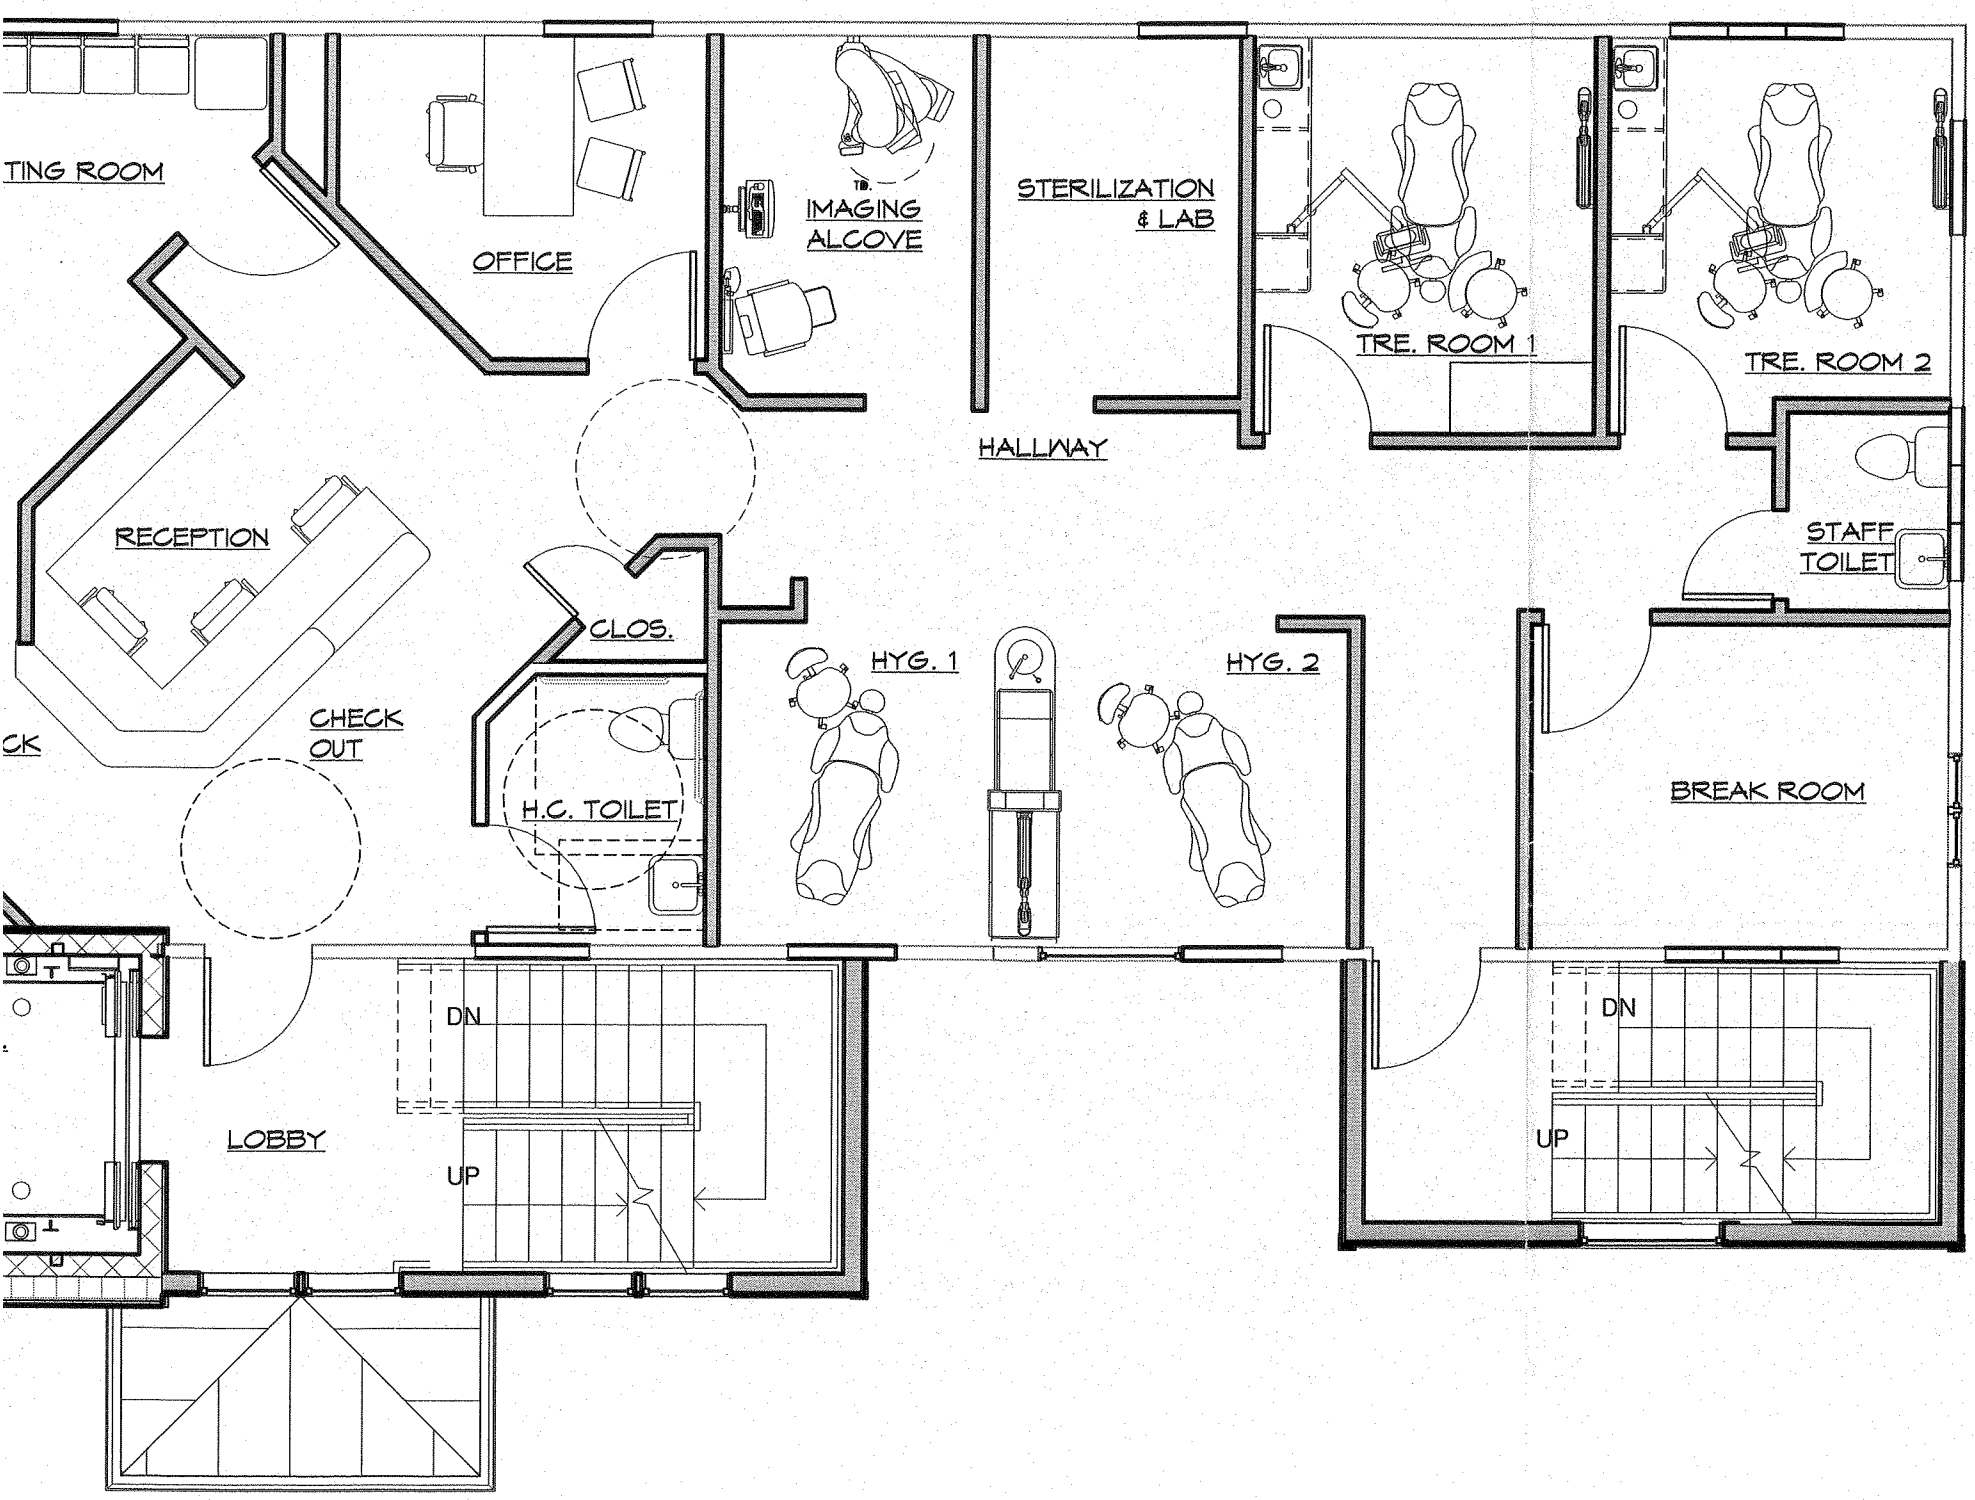 TING ROOM
OFFICE
TD.
IMAGING
ALCOVE
STERILIZATION
& LAB
TRE. ROOM 1
TRE. ROOM 2
HALLWAY
RECEPTION
STAFF
TOILET
CLOS.
HYG. 1
HYG. 2
CHECK
OUT
CK
H.C. TOILET
BREAK ROOM
DN
DN
LOBBY
UP
UP